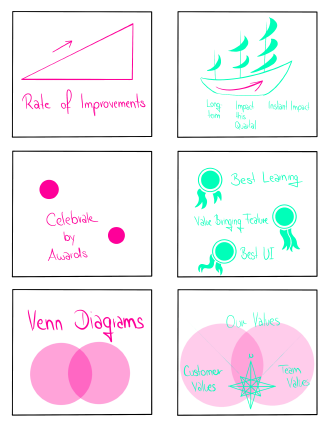 Rate of Improvements
Long term
Impact this Quartal
Instant Impact
Celebrate
by
Awards
Best Learning
Value Bringing Feature
Best UI
Venn Diagrams
Our Values
Customer
Values
Team
Values